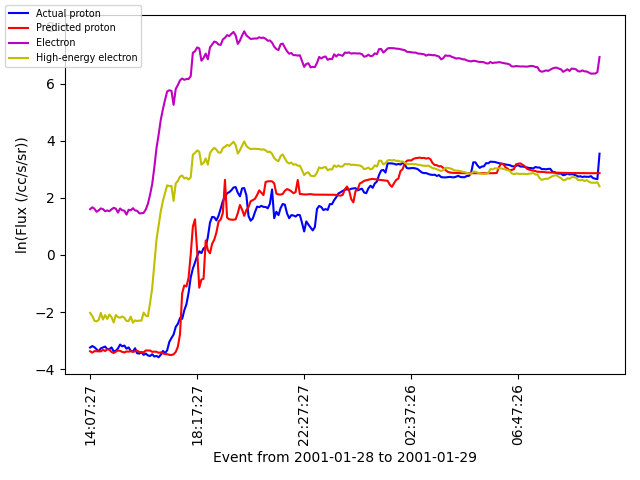 Actual proton
Predicted proton
Electron
High-energy electron
ln(Flux (/cc/s/sr))
6
4
2
0
−2
−4
14:07:27
18:17:27
22:27:27
02:37:26
06:47:26
Event from 2001-01-28 to 2001-01-29